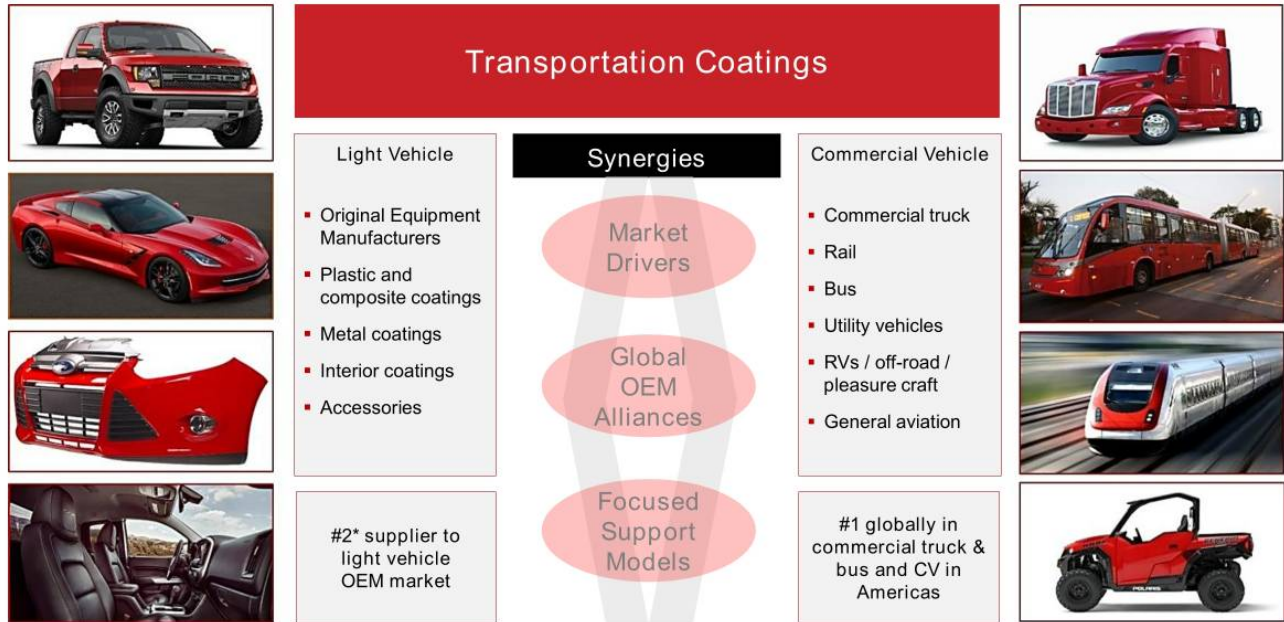 Transportation Coatings
Light Vehicle
Original Equipment
Manufacturers
Plastic and
composite coatings
Metal coatings
Interior coatings
Accessories
#2* supplier to
light vehicle
OEM market
Synergies
Market
Drivers
Global
OEM
Alliances
Focused
Support
Models
Commercial Vehicle
Commercial truck
Rail
Bus
Utility vehicles
RVs / off-road /
pleasure craft
General aviation
#1 globally in
commercial truck &
bus and CV in
Americas
FORD
POLARIS